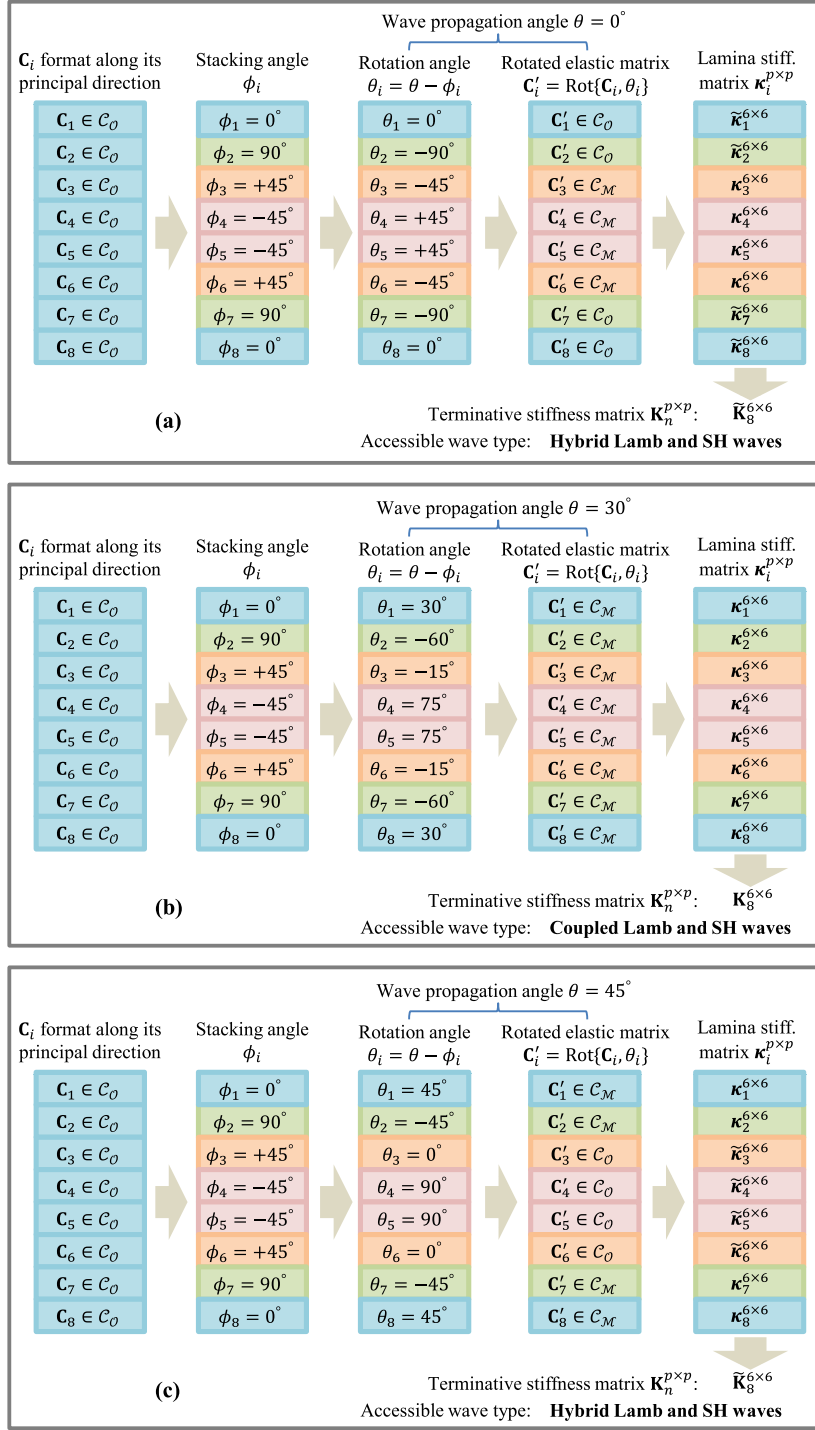 Wave propagation angle θ = 0°
C_i format along its principal direction
Stacking angle ϕ_i
Rotation angle θ_i = θ − ϕ_i
Rotated elastic matrix C′_i = Rot{C_i, θ_i}
Lamina stiff. matrix κ_i^{p×p}
C_1 ∈ 𝒞_𝒪 ϕ_1 = 0° θ_1 = 0° C′_1 ∈ 𝒞_𝒪 κ̃_1^{6×6}
C_2 ∈ 𝒞_𝒪 ϕ_2 = 90° θ_2 = −90° C′_2 ∈ 𝒞_𝒪 κ̃_2^{6×6}
C_3 ∈ 𝒞_𝒪 ϕ_3 = +45° θ_3 = −45° C′_3 ∈ 𝒞_ℳ κ_3^{6×6}
C_4 ∈ 𝒞_𝒪 ϕ_4 = −45° θ_4 = +45° C′_4 ∈ 𝒞_ℳ κ_4^{6×6}
C_5 ∈ 𝒞_𝒪 ϕ_5 = −45° θ_5 = +45° C′_5 ∈ 𝒞_ℳ κ_5^{6×6}
C_6 ∈ 𝒞_𝒪 ϕ_6 = +45° θ_6 = −45° C′_6 ∈ 𝒞_ℳ κ_6^{6×6}
C_7 ∈ 𝒞_𝒪 ϕ_7 = 90° θ_7 = −90° C′_7 ∈ 𝒞_𝒪 κ̃_7^{6×6}
C_8 ∈ 𝒞_𝒪 ϕ_8 = 0° θ_8 = 0° C′_8 ∈ 𝒞_𝒪 κ̃_8^{6×6}
(a)
Terminative stiffness matrix K_n^{p×p}: K̃_8^{6×6}
Accessible wave type: Hybrid Lamb and SH waves
Wave propagation angle θ = 30°
C_i format along its principal direction
Stacking angle ϕ_i
Rotation angle θ_i = θ − ϕ_i
Rotated elastic matrix C′_i = Rot{C_i, θ_i}
Lamina stiff. matrix κ_i^{p×p}
C_1 ∈ 𝒞_𝒪 ϕ_1 = 0° θ_1 = 30° C′_1 ∈ 𝒞_ℳ κ_1^{6×6}
C_2 ∈ 𝒞_𝒪 ϕ_2 = 90° θ_2 = −60° C′_2 ∈ 𝒞_ℳ κ_2^{6×6}
C_3 ∈ 𝒞_𝒪 ϕ_3 = +45° θ_3 = −15° C′_3 ∈ 𝒞_ℳ κ_3^{6×6}
C_4 ∈ 𝒞_𝒪 ϕ_4 = −45° θ_4 = 75° C′_4 ∈ 𝒞_ℳ κ_4^{6×6}
C_5 ∈ 𝒞_𝒪 ϕ_5 = −45° θ_5 = 75° C′_5 ∈ 𝒞_ℳ κ_5^{6×6}
C_6 ∈ 𝒞_𝒪 ϕ_6 = +45° θ_6 = −15° C′_6 ∈ 𝒞_ℳ κ_6^{6×6}
C_7 ∈ 𝒞_𝒪 ϕ_7 = 90° θ_7 = −60° C′_7 ∈ 𝒞_ℳ κ_7^{6×6}
C_8 ∈ 𝒞_𝒪 ϕ_8 = 0° θ_8 = 30° C′_8 ∈ 𝒞_ℳ κ_8^{6×6}
(b)
Terminative stiffness matrix K_n^{p×p}: K_8^{6×6}
Accessible wave type: Coupled Lamb and SH waves
Wave propagation angle θ = 45°
C_i format along its principal direction
Stacking angle ϕ_i
Rotation angle θ_i = θ − ϕ_i
Rotated elastic matrix C′_i = Rot{C_i, θ_i}
Lamina stiff. matrix κ_i^{p×p}
C_1 ∈ 𝒞_𝒪 ϕ_1 = 0° θ_1 = 45° C′_1 ∈ 𝒞_ℳ κ_1^{6×6}
C_2 ∈ 𝒞_𝒪 ϕ_2 = 90° θ_2 = −45° C′_2 ∈ 𝒞_ℳ κ_2^{6×6}
C_3 ∈ 𝒞_𝒪 ϕ_3 = +45° θ_3 = 0° C′_3 ∈ 𝒞_𝒪 κ̃_3^{6×6}
C_4 ∈ 𝒞_𝒪 ϕ_4 = −45° θ_4 = 90° C′_4 ∈ 𝒞_𝒪 κ̃_4^{6×6}
C_5 ∈ 𝒞_𝒪 ϕ_5 = −45° θ_5 = 90° C′_5 ∈ 𝒞_𝒪 κ̃_5^{6×6}
C_6 ∈ 𝒞_𝒪 ϕ_6 = +45° θ_6 = 0° C′_6 ∈ 𝒞_𝒪 κ̃_6^{6×6}
C_7 ∈ 𝒞_𝒪 ϕ_7 = 90° θ_7 = −45° C′_7 ∈ 𝒞_ℳ κ_7^{6×6}
C_8 ∈ 𝒞_𝒪 ϕ_8 = 0° θ_8 = 45° C′_8 ∈ 𝒞_ℳ κ_8^{6×6}
(c)
Terminative stiffness matrix K_n^{p×p}: K̃_8^{6×6}
Accessible wave type: Hybrid Lamb and SH waves